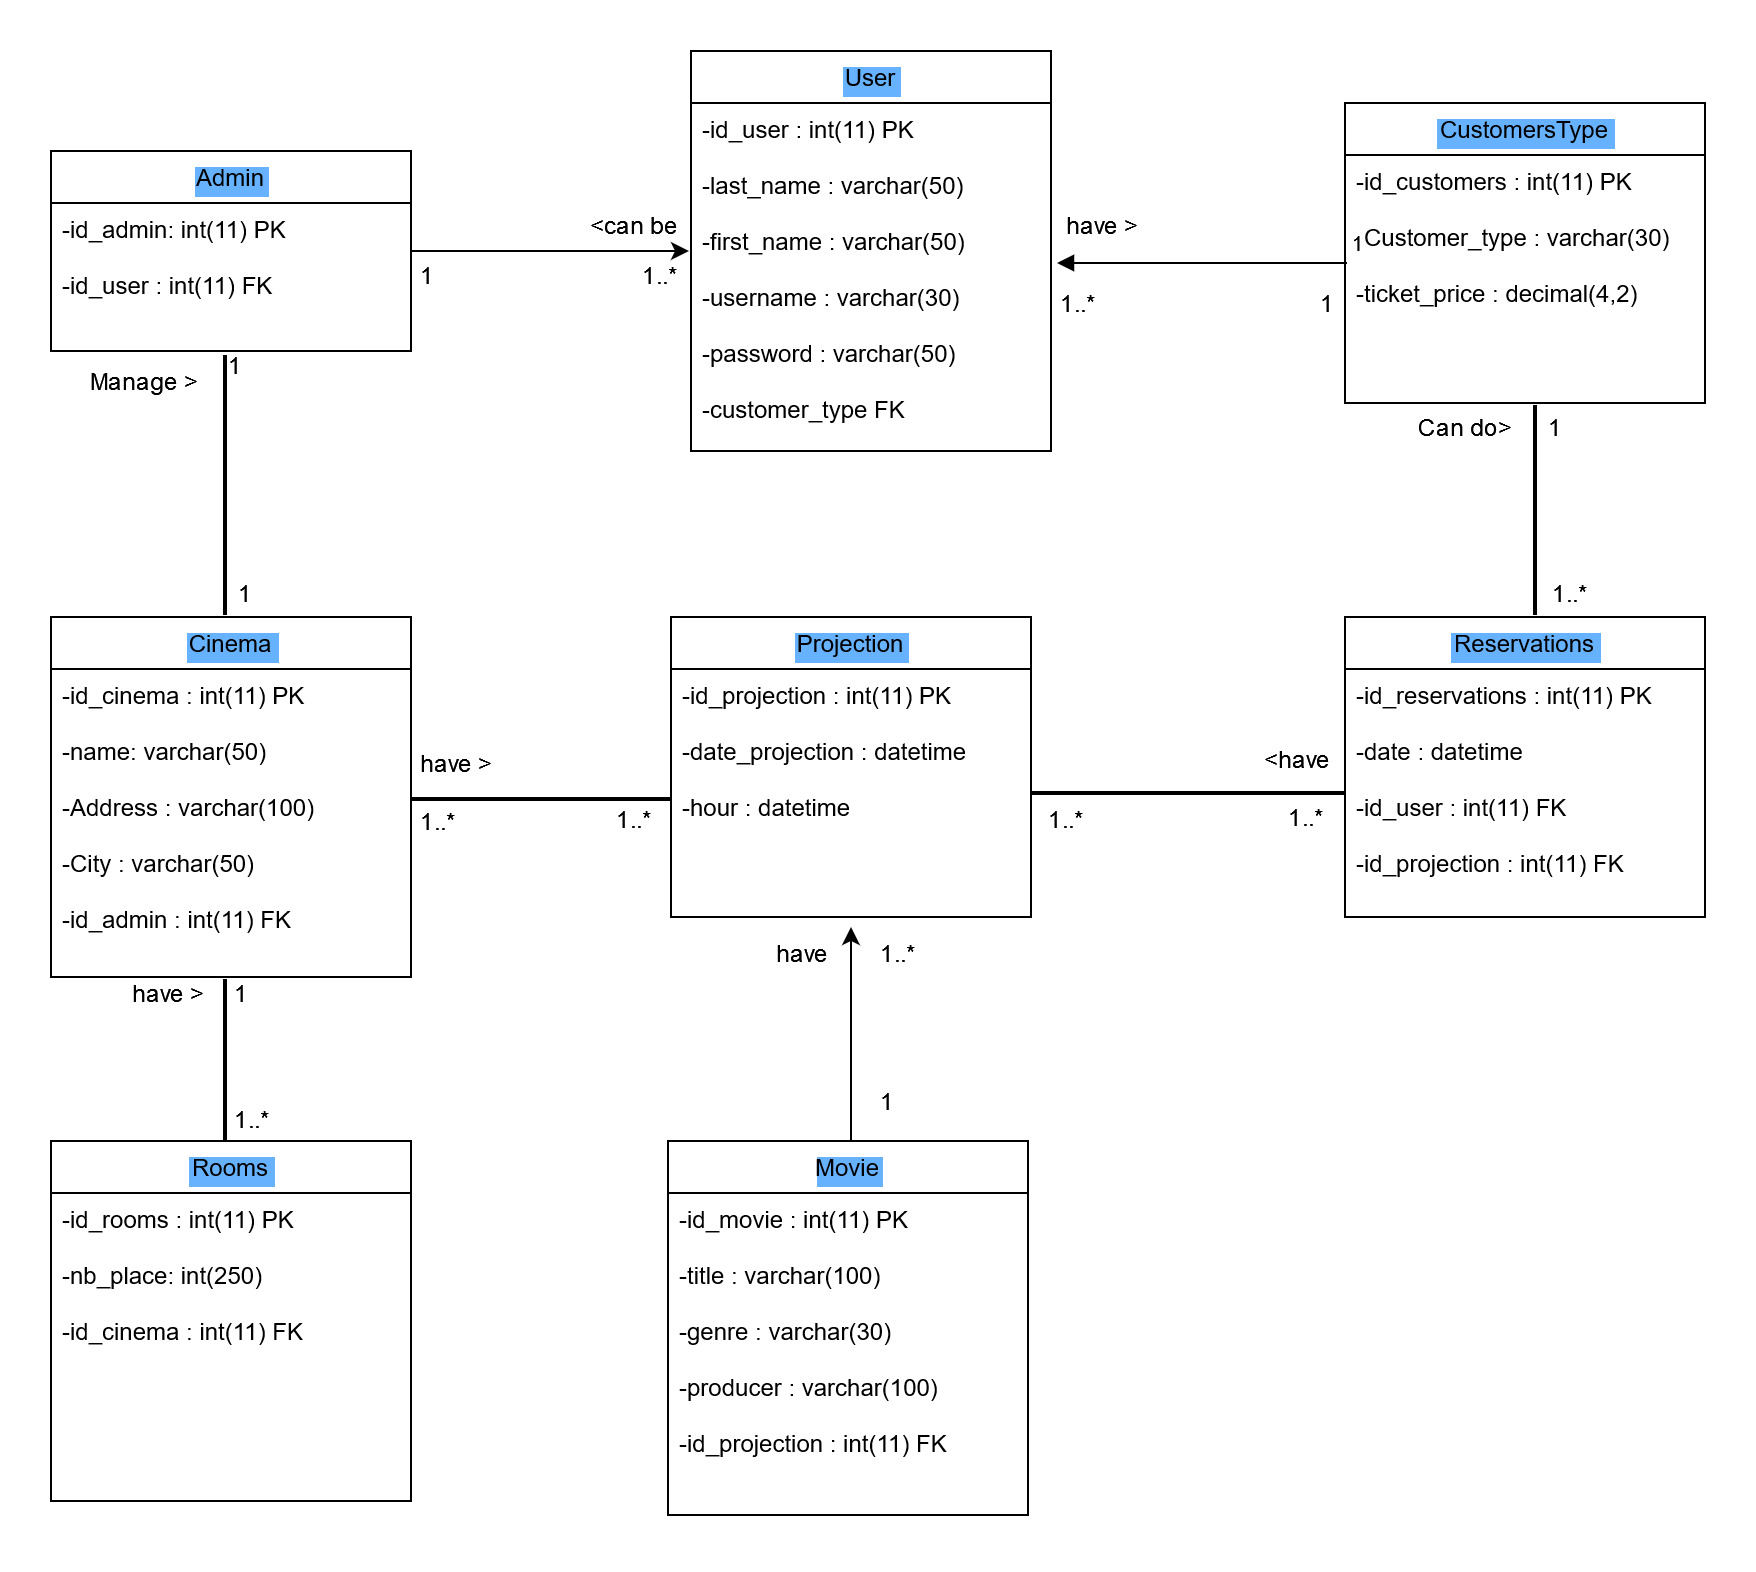 User
-id_user : int(11) PK
-last_name : varchar(50)
-first_name : varchar(50)
-username : varchar(30)
-password : varchar(50)
-customer_type FK
CustomersType
-id_customers : int(11) PK
1Customer_type : varchar(30)
-ticket_price : decimal(4,2)
Admin
-id_admin: int(11) PK
-id_user : int(11) FK
<can be
1
1..*
have >
1..*
1
Manage >
1
1
Can do>
1
1..*
Cinema
-id_cinema : int(11) PK
-name: varchar(50)
-Address : varchar(100)
-City : varchar(50)
-id_admin : int(11) FK
have >
1..*
1..*
Projection
-id_projection : int(11) PK
-date_projection : datetime
-hour : datetime
<have
1..*
1..*
Reservations
-id_reservations : int(11) PK
-date : datetime
-id_user : int(11) FK
-id_projection : int(11) FK
have >
1
1..*
have
1..*
1
Rooms
-id_rooms : int(11) PK
-nb_place: int(250)
-id_cinema : int(11) FK
Movie
-id_movie : int(11) PK
-title : varchar(100)
-genre : varchar(30)
-producer : varchar(100)
-id_projection : int(11) FK